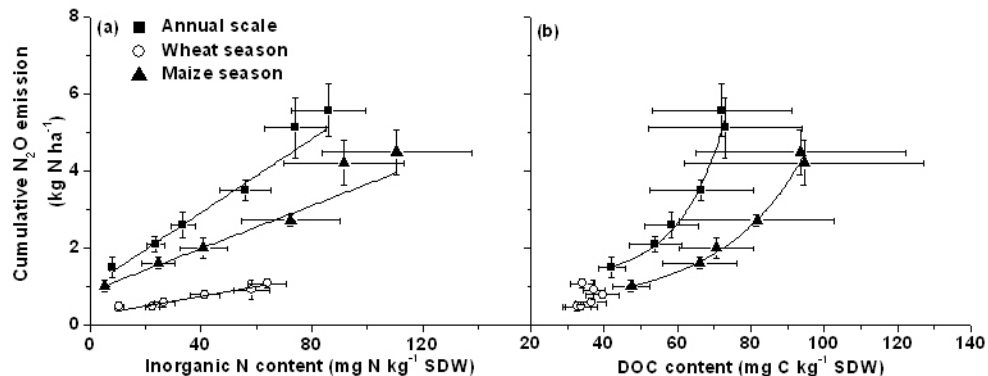 (a)
Annual scale
Wheat season
Maize season
(b)
Cumulative N₂O emission
(kg N ha⁻¹)
8
6
4
2
0
0 40 80 120
Inorganic N content (mg N kg⁻¹ SDW)
20 40 60 80 100 120 140
DOC content (mg C kg⁻¹ SDW)